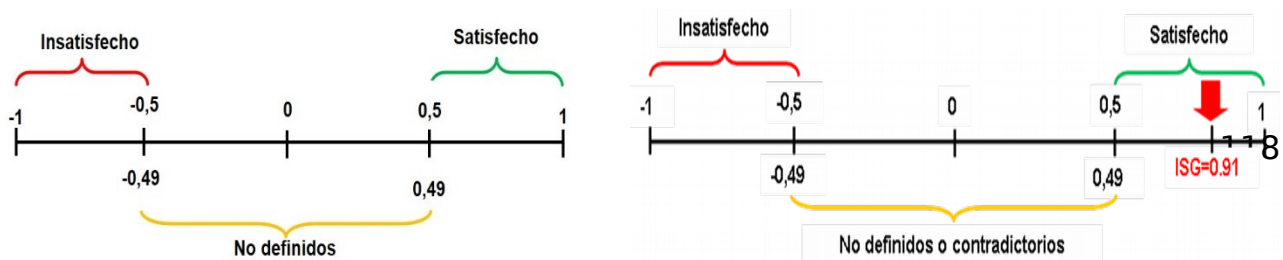 Insatisfecho
Satisfecho
-1
-0,5
0
0,5
1
-0,49
0,49
No definidos
Insatisfecho
Satisfecho
-1
-0,5
0
0,5
1
118
ISG=0.91
-0,49
0,49
No definidos o contradictorios